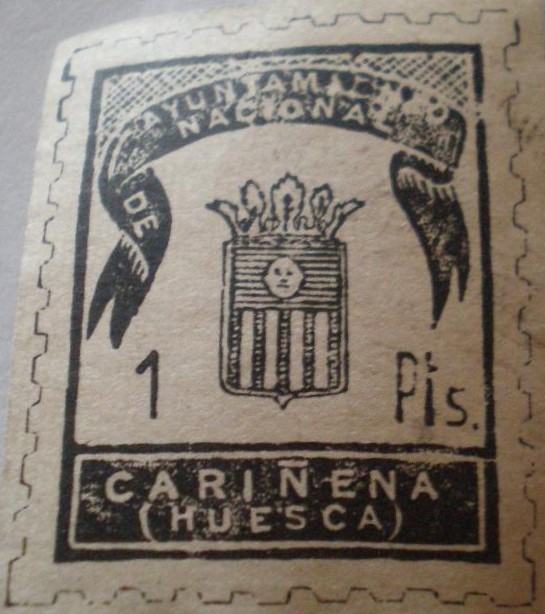 AYUNTAMIENTO
NACIONAL
DE
1 Pts.
CARIÑENA
(HUESCA)